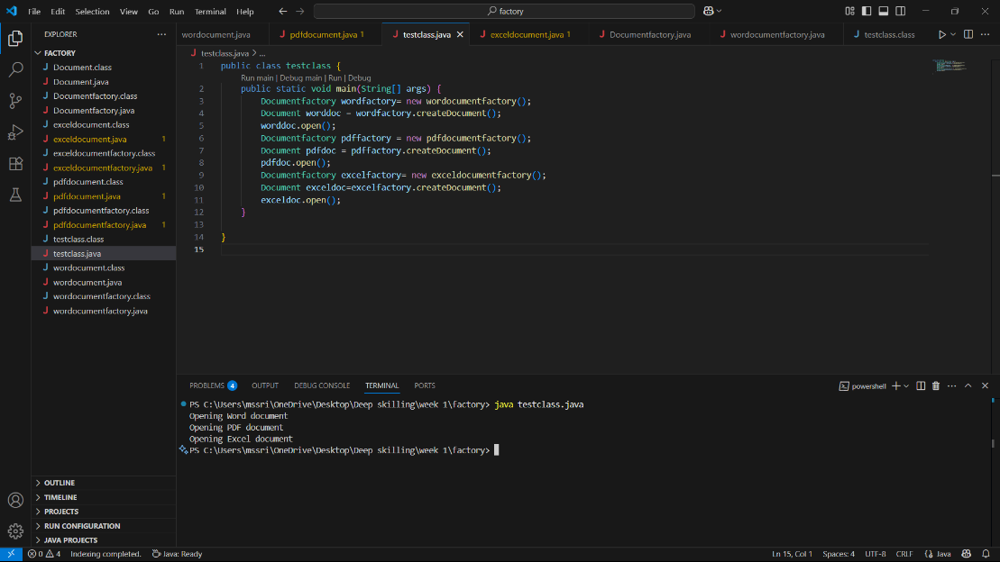 File Edit Selection View Go Run Terminal Help
factory
EXPLORER
wordocument.java
pdfdocument.java 1
testclass.java
exceldocument.java 1
Documentfactory.java
wordocumentfactory.java
testclass.class
FACTORY
Document.class
Document.java
Documentfactory.class
Documentfactory.java
exceldocument.class
exceldocument.java 1
exceldocumentfactory.class
exceldocumentfactory.java 1
pdfdocument.class
pdfdocument.java 1
pdfdocumentfactory.class
pdfdocumentfactory.java 1
testclass.class
testclass.java
wordocument.class
wordocument.java
wordocumentfactory.class
wordocumentfactory.java
OUTLINE
TIMELINE
PROJECTS
RUN CONFIGURATION
JAVA PROJECTS
testclass.java > ...
1 public class testclass {
Run main | Debug main | Run | Debug
2 public static void main(String[] args) {
3 Documentfactory wordfactory= new wordocumentfactory();
4 Document worddoc = wordfactory.createDocument();
5 worddoc.open();
6 Documentfactory pdffactory = new pdfdocumentfactory();
7 Document pdfdoc = pdffactory.createDocument();
8 pdfdoc.open();
9 Documentfactory excelfactory= new exceldocumentfactory();
10 Document exceldoc=excelfactory.createDocument();
11 exceldoc.open();
12 }
13
14 }
15
PROBLEMS 4 OUTPUT DEBUG CONSOLE TERMINAL PORTS
powershell
PS C:\Users\mssri\OneDrive\Desktop\Deep skilling\week 1\factory> java testclass.java
Opening Word document
Opening PDF document
Opening Excel document
PS C:\Users\mssri\OneDrive\Desktop\Deep skilling\week 1\factory>
0 4 Indexing completed. Java: Ready
Ln 15, Col 1 Spaces: 4 UTF-8 CRLF {} Java